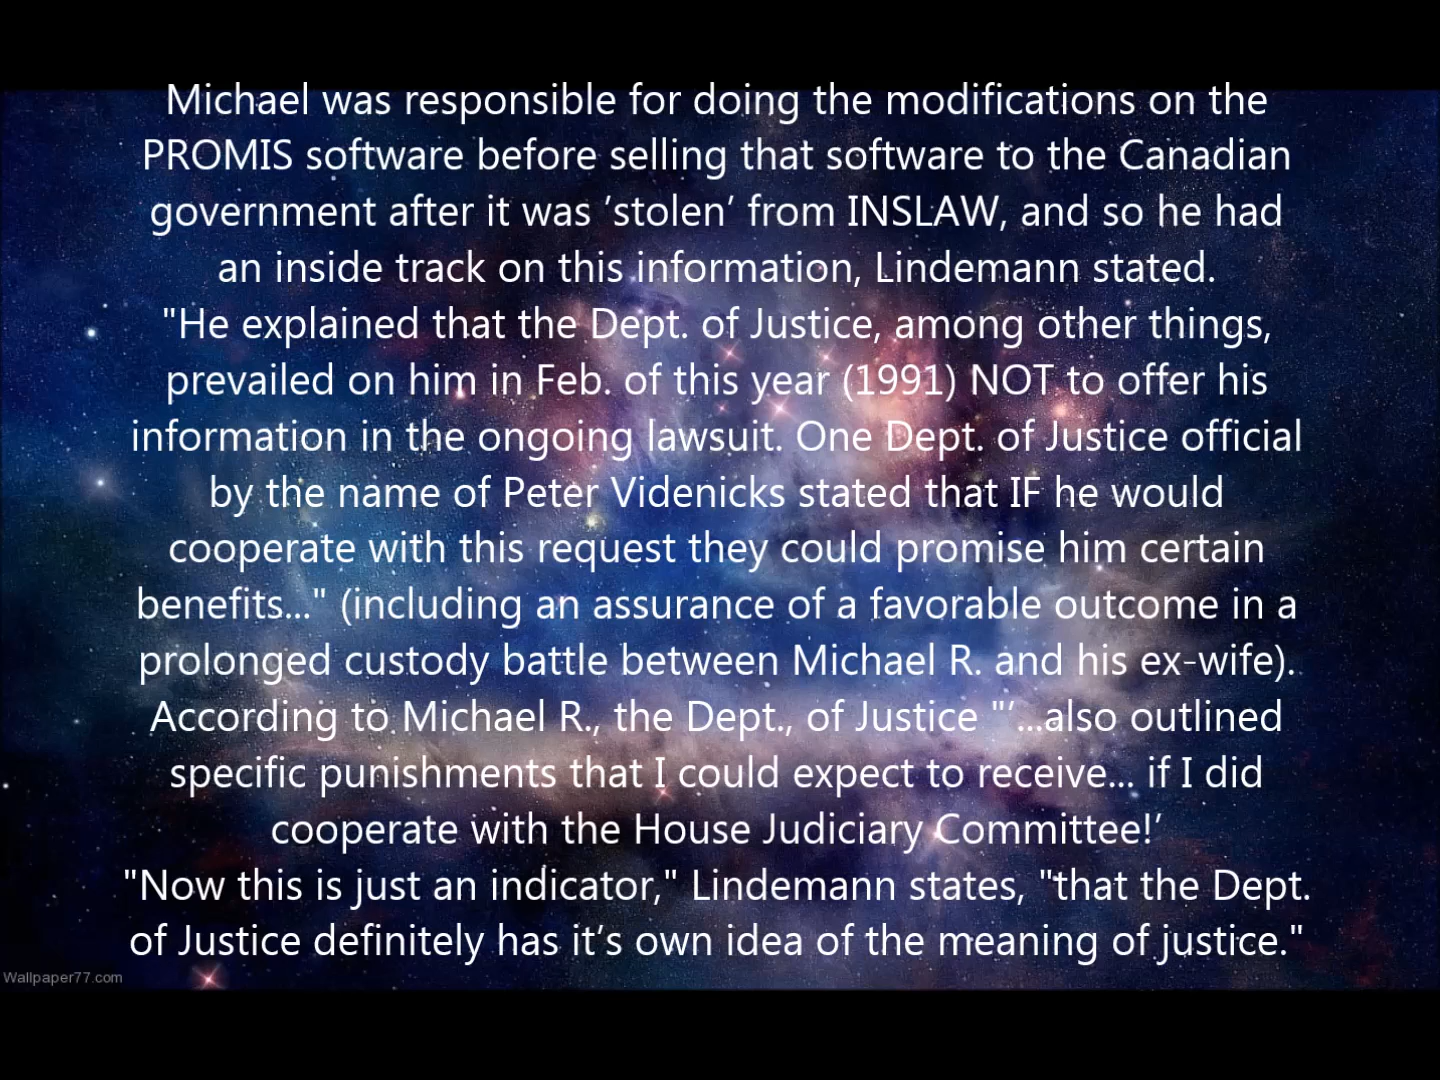 Michael was responsible for doing the modifications on the
PROMIS software before selling that software to the Canadian
government after it was ‘stolen’ from INSLAW, and so he had
an inside track on this information, Lindemann stated.
"He explained that the Dept. of Justice, among other things,
prevailed on him in Feb. of this year (1991) NOT to offer his
information in the ongoing lawsuit. One Dept. of Justice official
by the name of Peter Videnicks stated that IF he would
cooperate with this request they could promise him certain
benefits..." (including an assurance of a favorable outcome in a
prolonged custody battle between Michael R. and his ex-wife).
According to Michael R., the Dept., of Justice "‘...also outlined
specific punishments that I could expect to receive... if I did
cooperate with the House Judiciary Committee!’
"Now this is just an indicator," Lindemann states, "that the Dept.
of Justice definitely has it’s own idea of the meaning of justice."
Wallpaper77.com